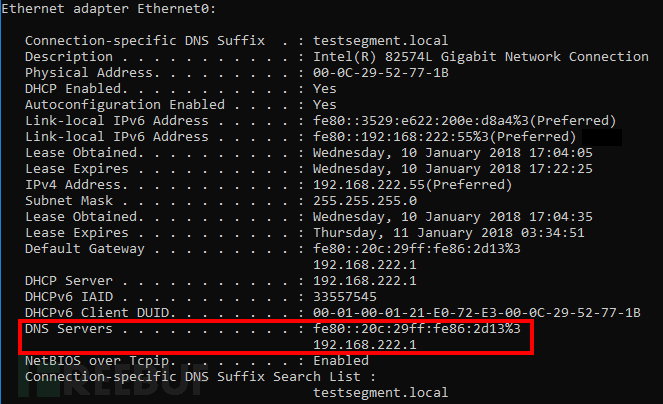 Ethernet adapter Ethernet0:
Connection-specific DNS Suffix . : testsegment.local
Description . . . . . . . . . . . : Intel(R) 82574L Gigabit Network Connection
Physical Address. . . . . . . . . : 00-0C-29-52-77-1B
DHCP Enabled. . . . . . . . . . . : Yes
Autoconfiguration Enabled . . . . : Yes
Link-local IPv6 Address . . . . . : fe80::3529:e622:200e:d8a4%3(Preferred)
Link-local IPv6 Address . . . . . : fe80::192:168:222:55%3(Preferred)
Lease Obtained. . . . . . . . . . : Wednesday, 10 January 2018 17:04:05
Lease Expires . . . . . . . . . . : Wednesday, 10 January 2018 17:22:25
IPv4 Address. . . . . . . . . . . : 192.168.222.55(Preferred)
Subnet Mask . . . . . . . . . . . : 255.255.255.0
Lease Obtained. . . . . . . . . . : Wednesday, 10 January 2018 17:04:35
Lease Expires . . . . . . . . . . : Thursday, 11 January 2018 03:34:51
Default Gateway . . . . . . . . . : fe80::20c:29ff:fe86:2d13%3
192.168.222.1
DHCP Server . . . . . . . . . . . : 192.168.222.1
DHCPv6 IAID . . . . . . . . . . . : 33557545
DHCPv6 Client DUID. . . . . . . . : 00-01-00-01-21-E0-72-E3-00-0C-29-52-77-1B
DNS Servers . . . . . . . . . . . : fe80::20c:29ff:fe86:2d13%3
192.168.222.1
NetBIOS over Tcpip. . . . . . . . : Enabled
Connection-specific DNS Suffix Search List :
testsegment.local
REEBUF